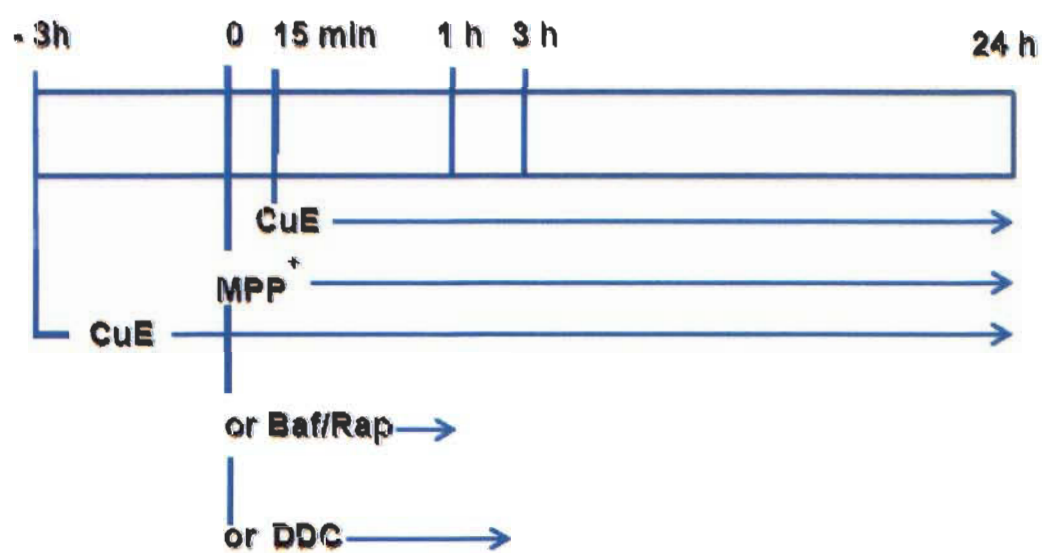 - 3h 0 15 min 1 h 3 h 24 h
CuE
MPP+
CuE
or Baf/Rap
or DDC